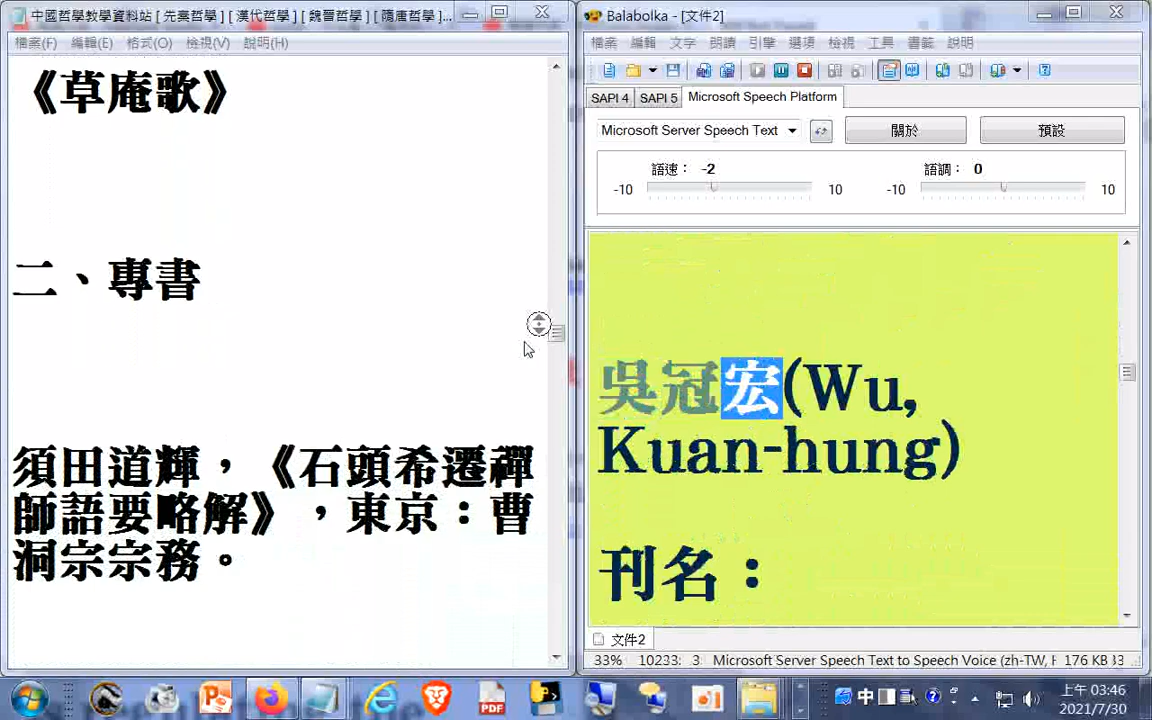 中國哲學教學資料站 [ 先秦哲學 ] [ 漢代哲學 ] [ 魏晉哲學 ] [ 隋唐哲學 ]...
檔案(F) 編輯(E) 格式(O) 檢視(V) 說明(H)
《草庵歌》
二、專書
須田道輝，《石頭希遷禪
師語要略解》，東京：曹
洞宗宗務。
Balabolka - [文件2]
檔案 編輯 文字 朗讀 引擎 選項 檢視 工具 書籤 說明
SAPI 4 SAPI 5 Microsoft Speech Platform
Microsoft Server Speech Text 關於 預設
語速： -2 語調： 0
-10 10 -10 10
吳冠宏(Wu,
Kuan-hung)
刊名：
文件2
33% 10233: 3 Microsoft Server Speech Text to Speech Voice (zh-TW, 176 KB
PDF 中 上午 03:46
2021/7/30